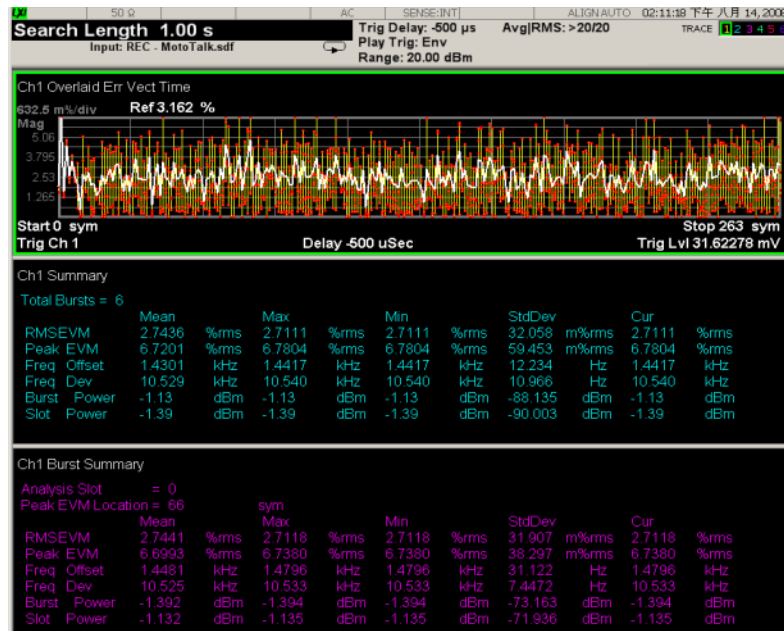 LXI 50 Ω AC SENSE:INT ALIGN AUTO 02:11:18 下午 八月 14, 2008
Search Length 1.00 s Trig Delay: -500 µs Avg|RMS: >20/20 TRACE 1 2 3 4 5 6
Input: REC - MotoTalk.sdf Play Trig: Env
Range: 20.00 dBm
Ch1 Overlaid Err Vect Time
632.5 m%/div Ref 3.162 %
Mag
5.06
3.795
2.53
1.265
Start 0 sym Stop 263 sym
Trig Ch 1 Delay -500 uSec Trig Lvl 31.62278 mV
Ch1 Summary
Total Bursts = 6
Mean Max Min StdDev Cur
RMSEVM 2.7436 %rms 2.7111 %rms 2.7111 %rms 32.058 m%rms 2.7111 %rms
Peak EVM 6.7201 %rms 6.7804 %rms 6.7804 %rms 59.453 m%rms 6.7804 %rms
Freq Offset 1.4301 kHz 1.4417 kHz 1.4417 kHz 12.234 Hz 1.4417 kHz
Freq Dev 10.529 kHz 10.540 kHz 10.540 kHz 10.966 Hz 10.540 kHz
Burst Power -1.13 dBm -1.13 dBm -1.13 dBm -88.135 dBm -1.13 dBm
Slot Power -1.39 dBm -1.39 dBm -1.39 dBm -90.003 dBm -1.39 dBm
Ch1 Burst Summary
Analysis Slot = 0
Peak EVM Location = 66 sym
Mean Max Min StdDev Cur
RMSEVM 2.7441 %rms 2.7118 %rms 2.7118 %rms 31.907 m%rms 2.7118 %rms
Peak EVM 6.6993 %rms 6.7380 %rms 6.7380 %rms 38.297 m%rms 6.7380 %rms
Freq Offset 1.4481 kHz 1.4796 kHz 1.4796 kHz 31.122 Hz 1.4796 kHz
Freq Dev 10.525 kHz 10.533 kHz 10.533 kHz 7.4472 Hz 10.533 kHz
Burst Power -1.392 dBm -1.394 dBm -1.394 dBm -73.163 dBm -1.394 dBm
Slot Power -1.132 dBm -1.135 dBm -1.135 dBm -71.936 dBm -1.135 dBm